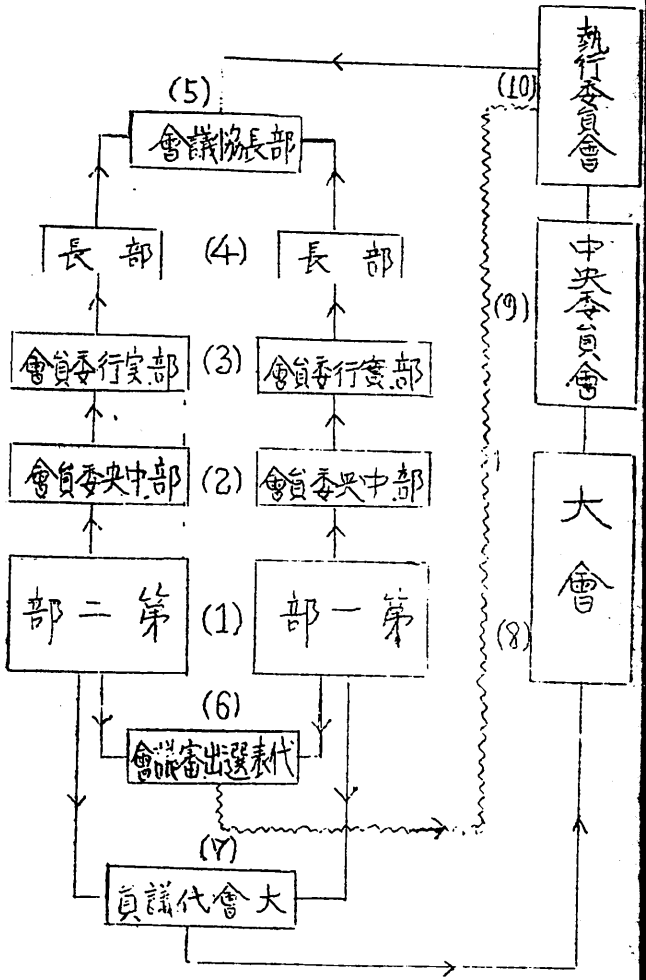 執行委員會
(10)
(5)
部長協議會
部長
(4)
部長
中央委員會
(9)
部實行委員會
(3)
部実行委員會
部中央委員會
(2)
部中央委員會
大會
(8)
第一部
(1)
第二部
(6)
代表選出審議會
(7)
大會代議員